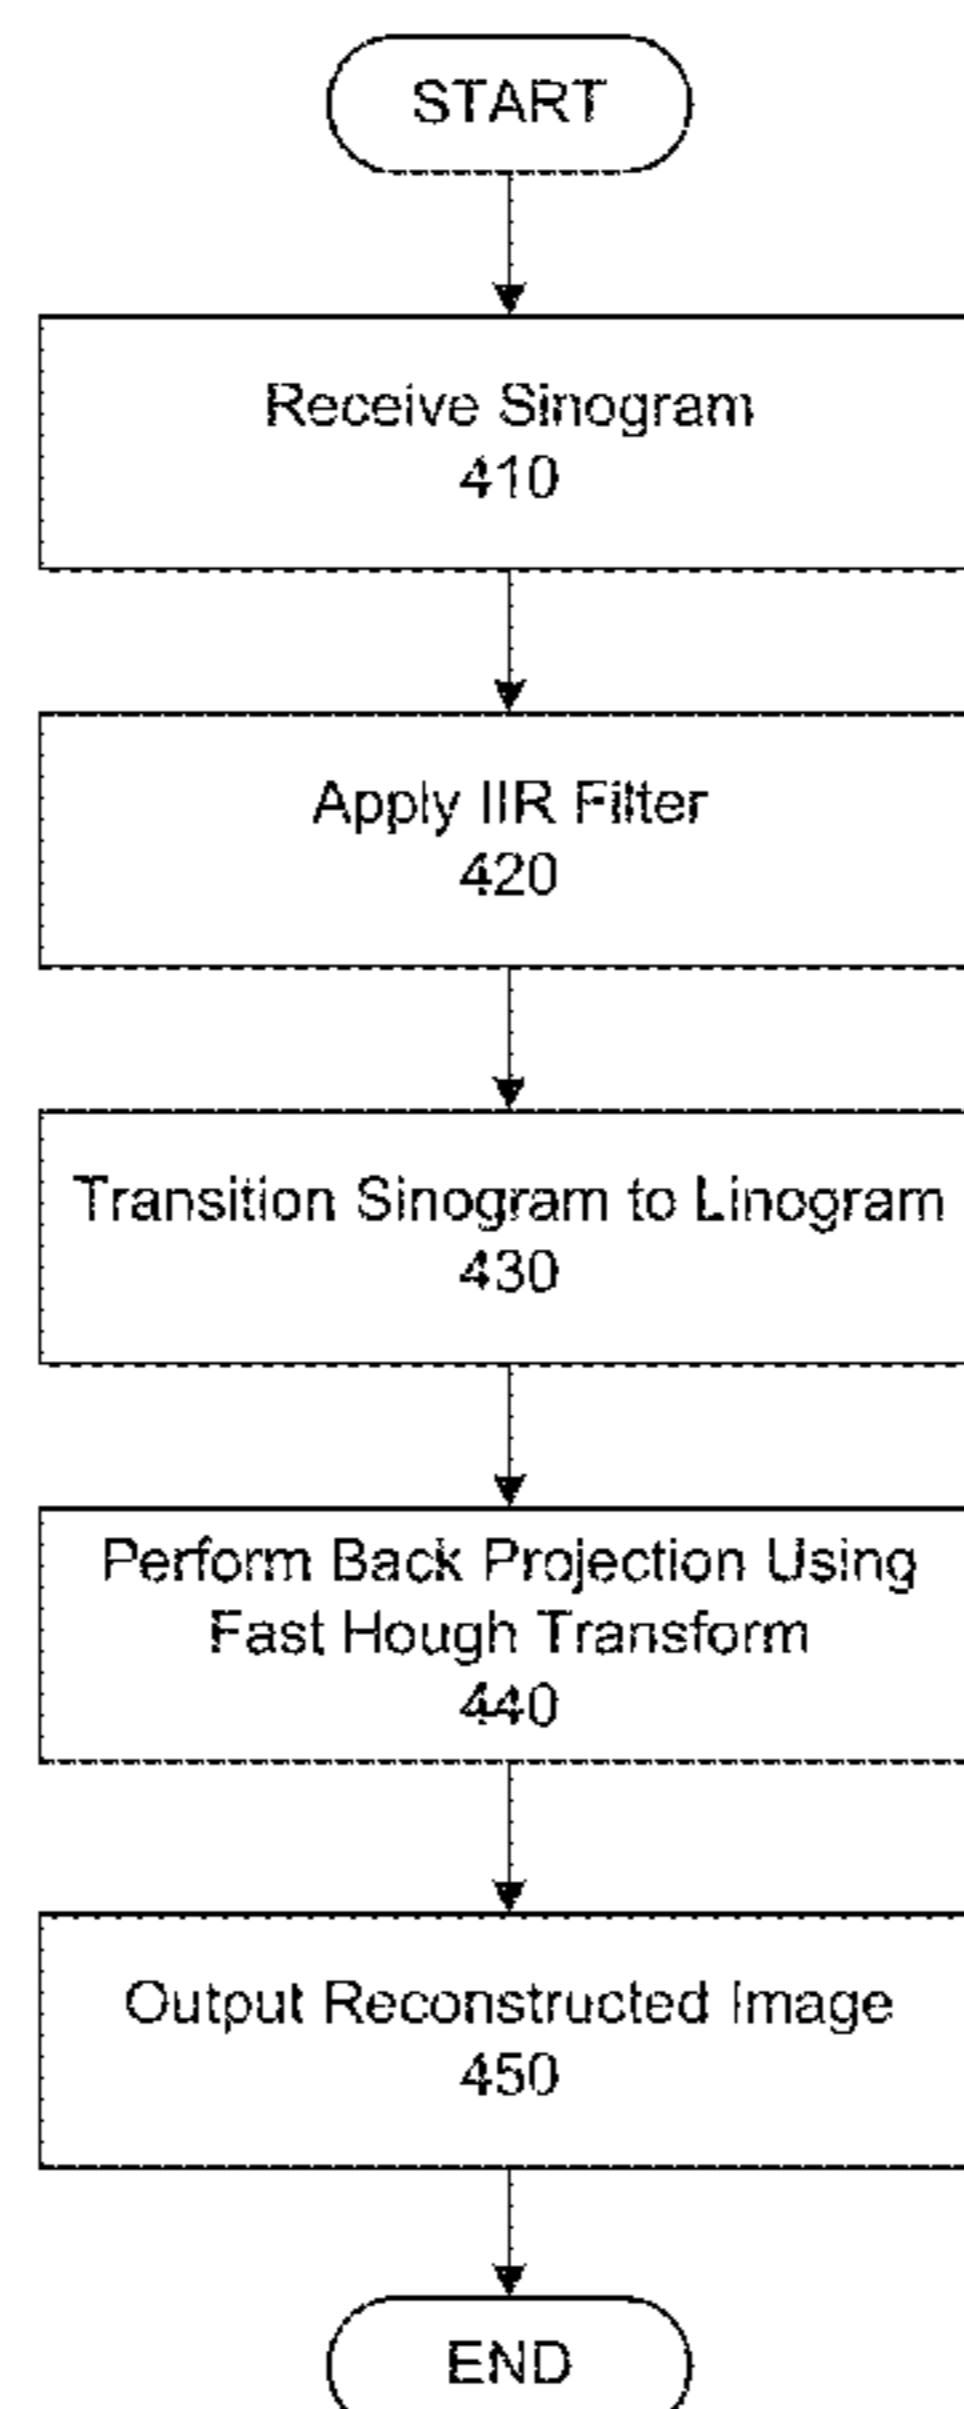 START
Receive Sinogram
410
Apply IIR Filter
420
Transition Sinogram to Linogram
430
Perform Back Projection Using
Fast Hough Transform
440
Output Reconstructed Image
450
END